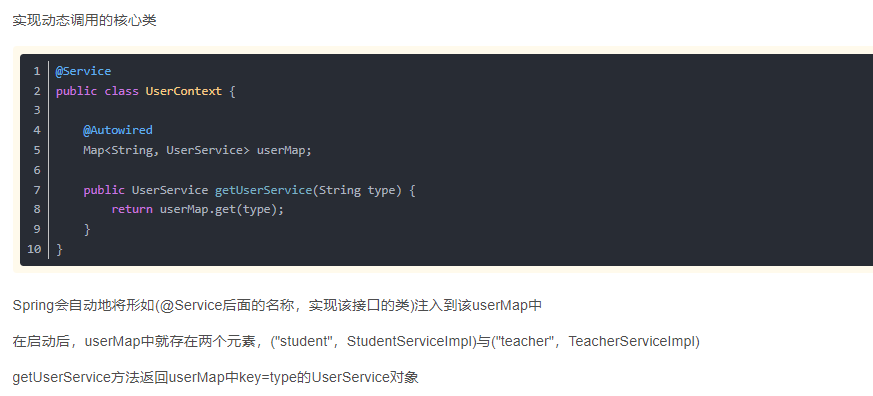 实现动态调用的核心类
1 @Service
2 public class UserContext {
3
4     @Autowired
5     Map<String, UserService> userMap;
6
7     public UserService getUserService(String type) {
8         return userMap.get(type);
9     }
10 }
Spring会自动地将形如(@Service后面的名称，实现该接口的类)注入到该userMap中
在启动后，userMap中就存在两个元素，("student"，StudentServiceImpl)与("teacher"，TeacherServiceImpl)
getUserService方法返回userMap中key=type的UserService对象